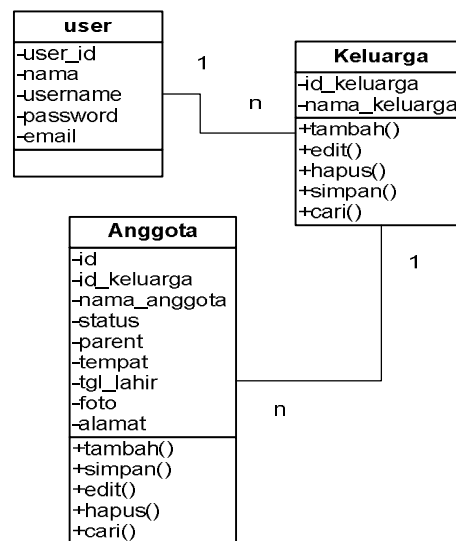 user
-user_id
-nama
-username
-password
-email
1
n
Keluarga
-id_keluarga
-nama_keluarga
+tambah()
+edit()
+hapus()
+simpan()
+cari()
1
n
Anggota
-id
-id_keluarga
-nama_anggota
-status
-parent
-tempat
-tgl_lahir
-foto
-alamat
+tambah()
+simpan()
+edit()
+hapus()
+cari()